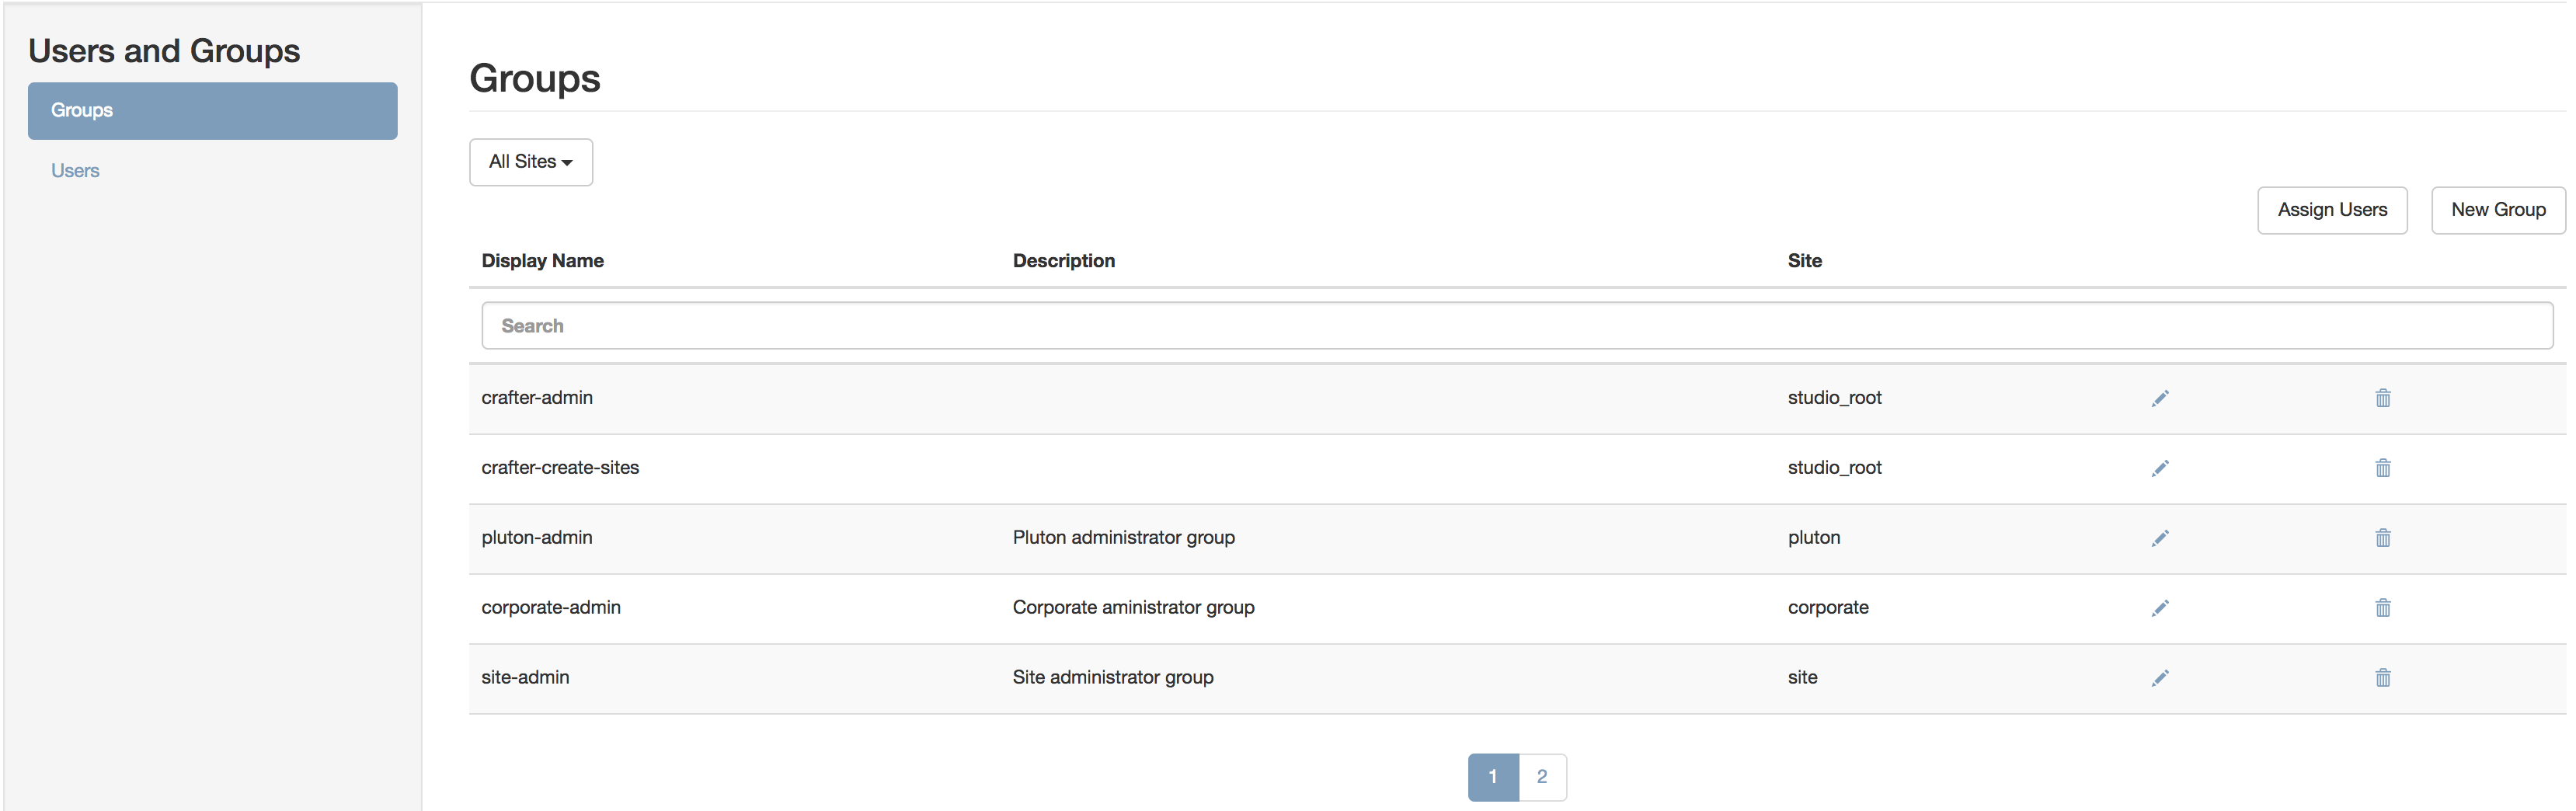 Users and Groups
Groups
Users
Groups
All Sites
Assign Users New Group
Display Name Description Site
Search
crafter-admin studio_root
crafter-create-sites studio_root
pluton-admin Pluton administrator group pluton
corporate-admin Corporate aministrator group corporate
site-admin Site administrator group site
1 2